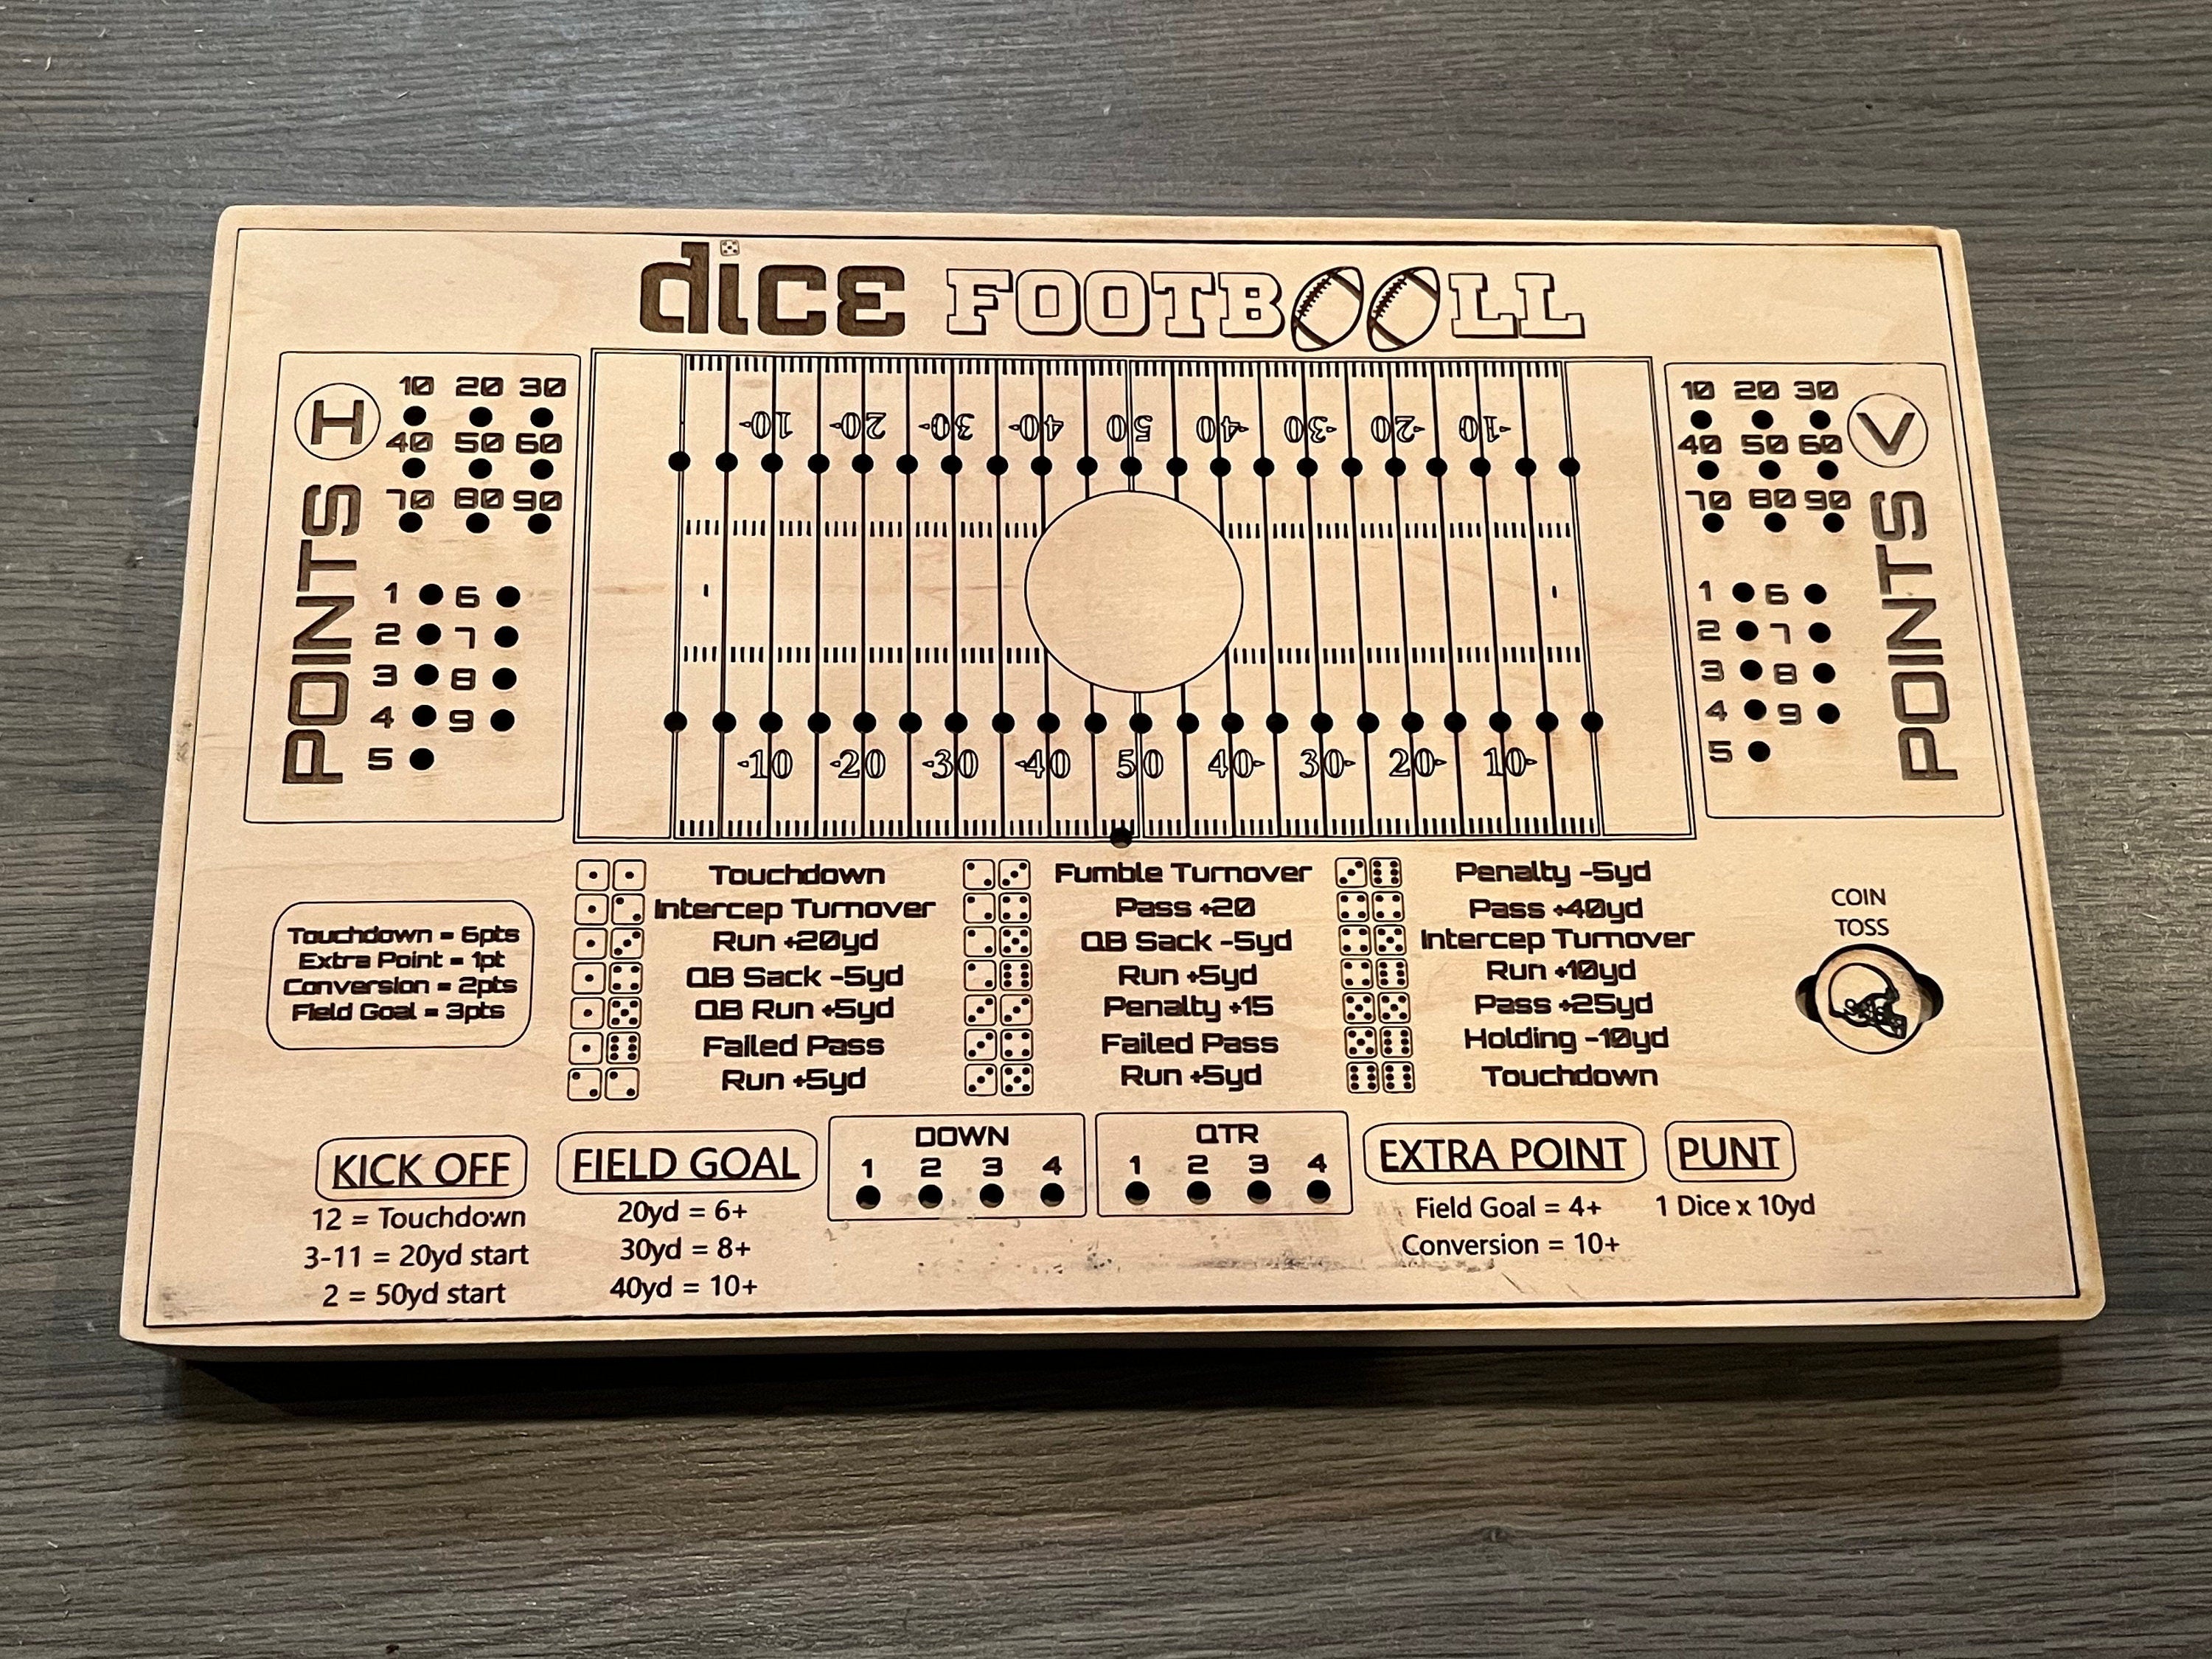 dice FOOTBOOLL
H
POINTS
10 20 30
40 50 60
70 80 90
1 6
2 7
3 8
4 9
5
-10 -20 -30 -40 50 40- 30- 20- 10-
-10 -20 -30 -40 50 40- 30- 20- 10-
V
POINTS
10 20 30
40 50 60
70 80 90
1 6
2 7
3 8
4 9
5
Touchdown = 6pts
Extra Point = 1pt
Conversion = 2pts
Field Goal = 3pts
Touchdown
Intercep Turnover
Run +20yd
QB Sack -5yd
QB Run +5yd
Failed Pass
Run +5yd
Fumble Turnover
Pass +20
QB Sack -5yd
Run +5yd
Penalty +15
Failed Pass
Run +5yd
Penalty -5yd
Pass +40yd
Intercep Turnover
Run +10yd
Pass +25yd
Holding -10yd
Touchdown
COIN
TOSS
KICK OFF
12 = Touchdown
3-11 = 20yd start
2 = 50yd start
FIELD GOAL
20yd = 6+
30yd = 8+
40yd = 10+
DOWN
1 2 3 4
QTR
1 2 3 4
EXTRA POINT
Field Goal = 4+
Conversion = 10+
PUNT
1 Dice x 10yd